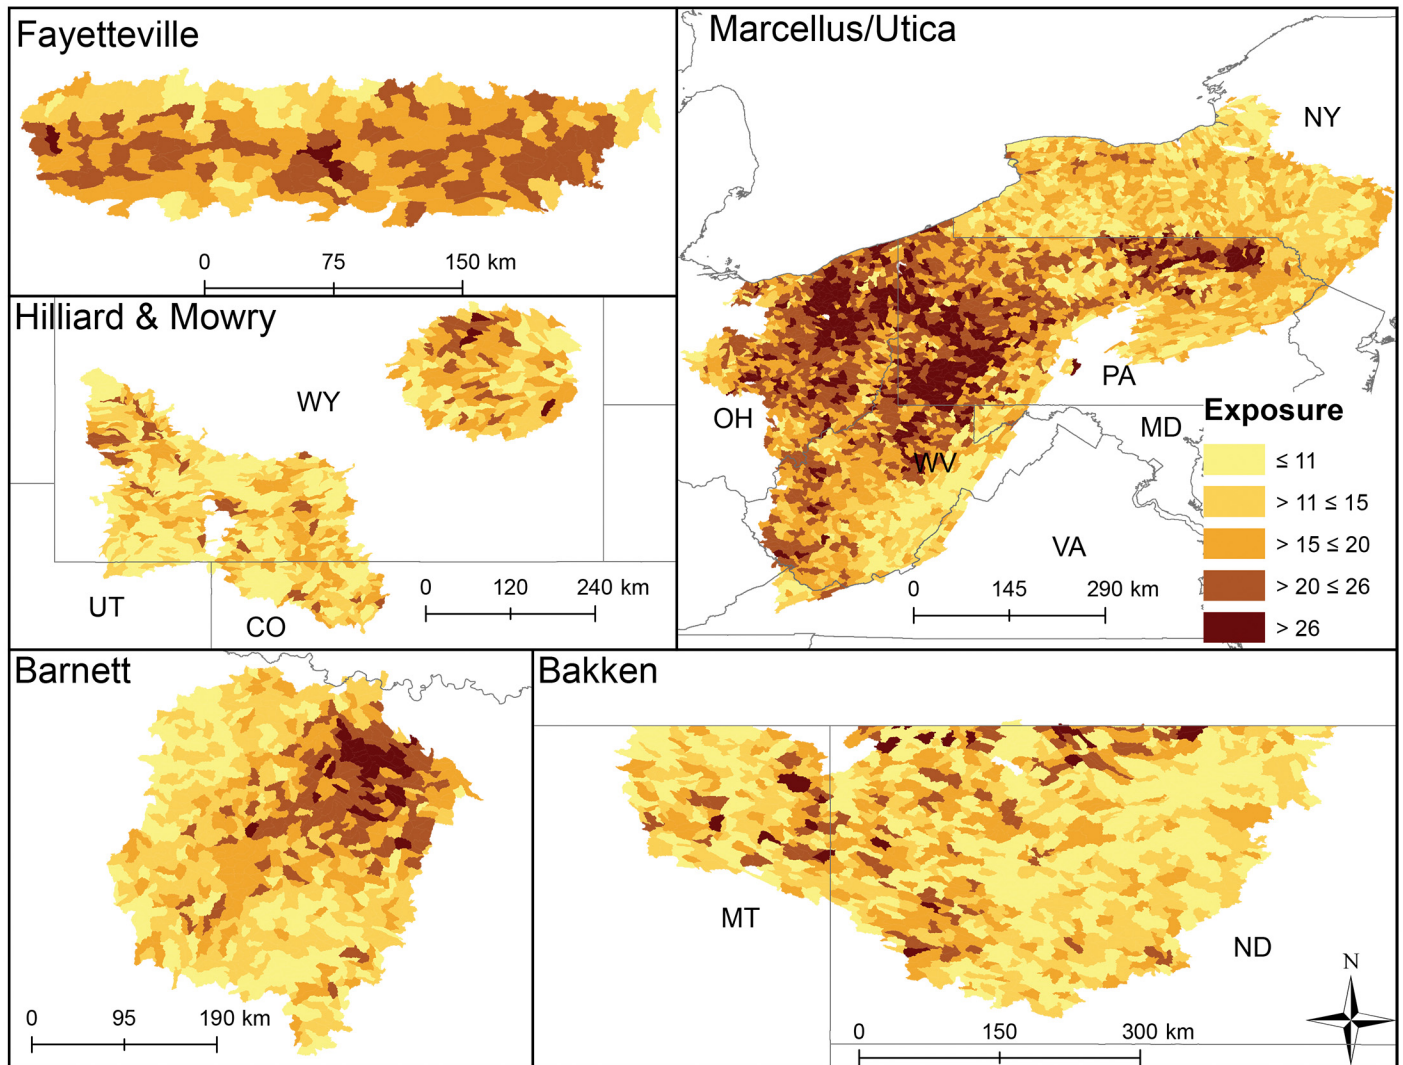 Fayetteville
0 75 150 km
Marcellus/Utica
NY
PA
OH
MD
WV
VA
0 145 290 km
Exposure
≤ 11
> 11 ≤ 15
> 15 ≤ 20
> 20 ≤ 26
> 26
Hilliard & Mowry
WY
UT
CO
0 120 240 km
Barnett
0 95 190 km
Bakken
MT
ND
N
0 150 300 km